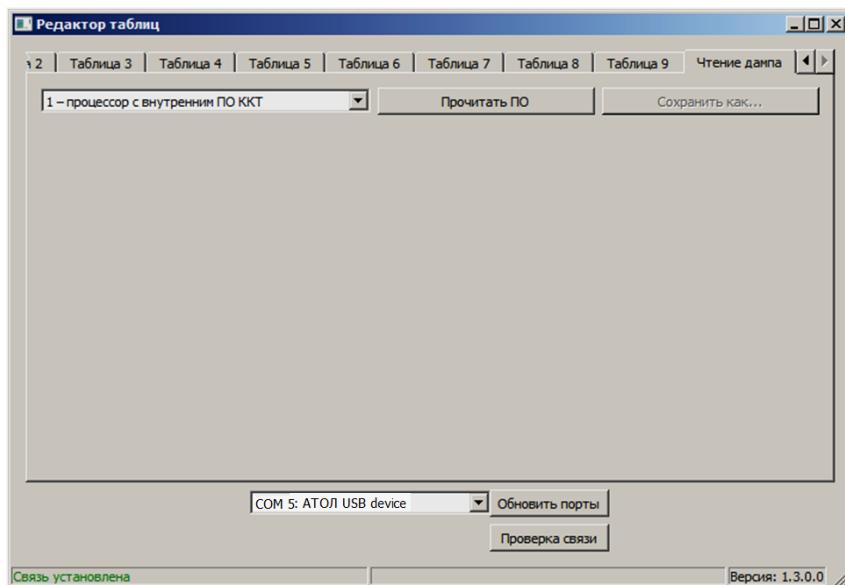 Редактор таблиц
а 2 Таблица 3 Таблица 4 Таблица 5 Таблица 6 Таблица 7 Таблица 8 Таблица 9 Чтение дампа
1 – процессор с внутренним ПО ККТ Прочитать ПО Сохранить как...
COM 5: АТОЛ USB device Обновить порты
Проверка связи
Связь установлена Версия: 1.3.0.0